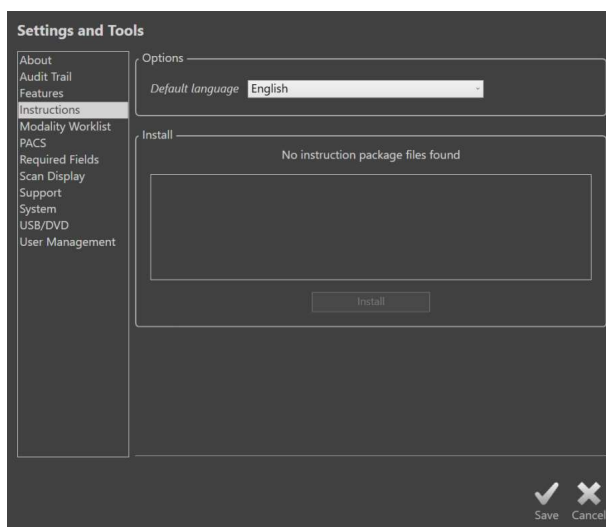 Settings and Tools
About
Audit Trail
Features
Instructions
Modality Worklist
PACS
Required Fields
Scan Display
Support
System
USB/DVD
User Management
Options
Default language English
Install
No instruction package files found
Install
Save Cancel